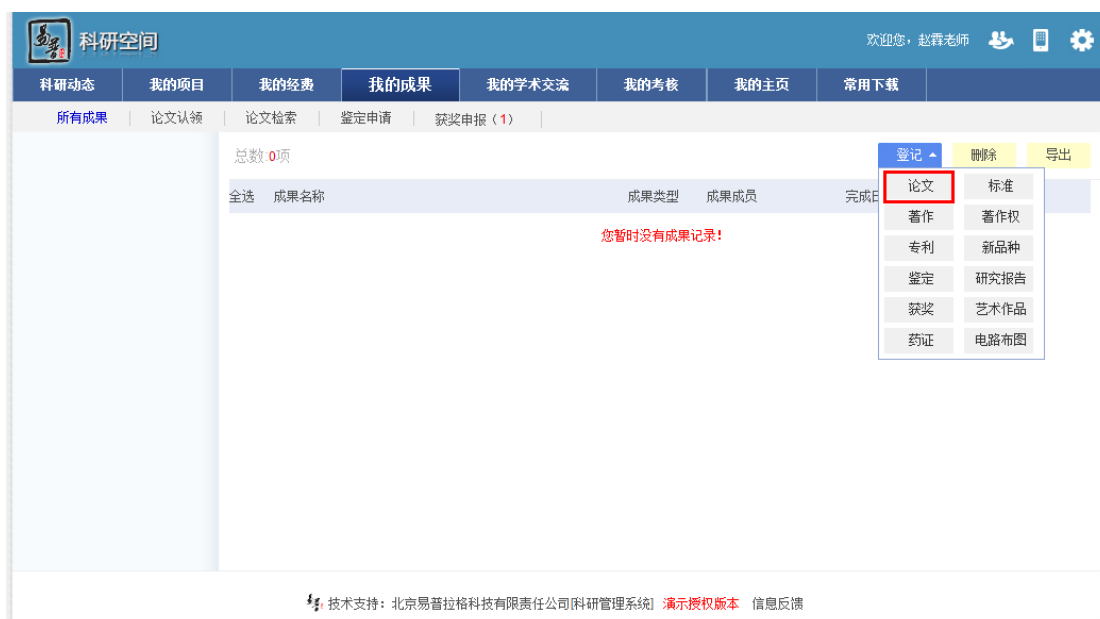 易普 科研空间 欢迎您，赵霖老师
科研动态 我的项目 我的经费 我的成果 我的学术交流 我的考核 我的主页 常用下载
所有成果 论文认领 论文检索 鉴定申请 获奖申报（1）
总数:0项 登记 删除 导出
全选 成果名称 成果类型 成果成员 完成日
您暂时没有成果记录！
论文 标准
著作 著作权
专利 新品种
鉴定 研究报告
获奖 艺术作品
药证 电路布图
技术支持：北京易普拉格科技有限责任公司[科研管理系统] 演示授权版本 信息反馈